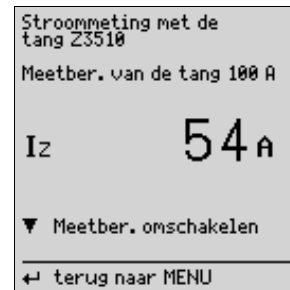 Stroommeting met de
tang Z3510
Meetber. van de tang 100 A
Iz 54 A
▼ Meetber. omschakelen
↵ terug naar MENU